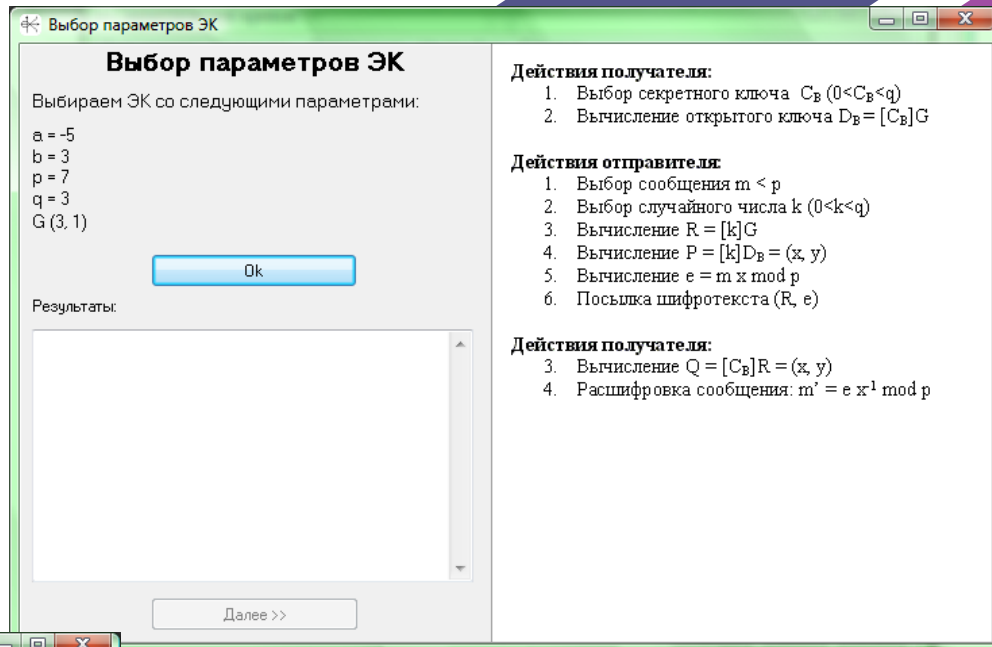 Выбор параметров ЭК
Выбор параметров ЭК
Выбираем ЭК со следующими параметрами:
a = -5
b = 3
p = 7
q = 3
G (3, 1)
Ok
Результаты:
Далее >>
Действия получателя:
1. Выбор секретного ключа C_B (0<C_B<q)
2. Вычисление открытого ключа D_B = [C_B]G
Действия отправителя:
1. Выбор сообщения m < p
2. Выбор случайного числа k (0<k<q)
3. Вычисление R = [k]G
4. Вычисление P = [k]D_B = (x, y)
5. Вычисление e = m x mod p
6. Посылка шифротекста (R, e)
Действия получателя:
3. Вычисление Q = [C_B]R = (x, y)
4. Расшифровка сообщения: m’ = e x⁻¹ mod p